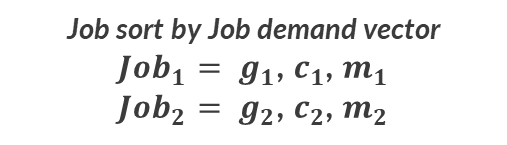 Job sort by Job demand vector
Job₁ = g₁, c₁, m₁
Job₂ = g₂, c₂, m₂